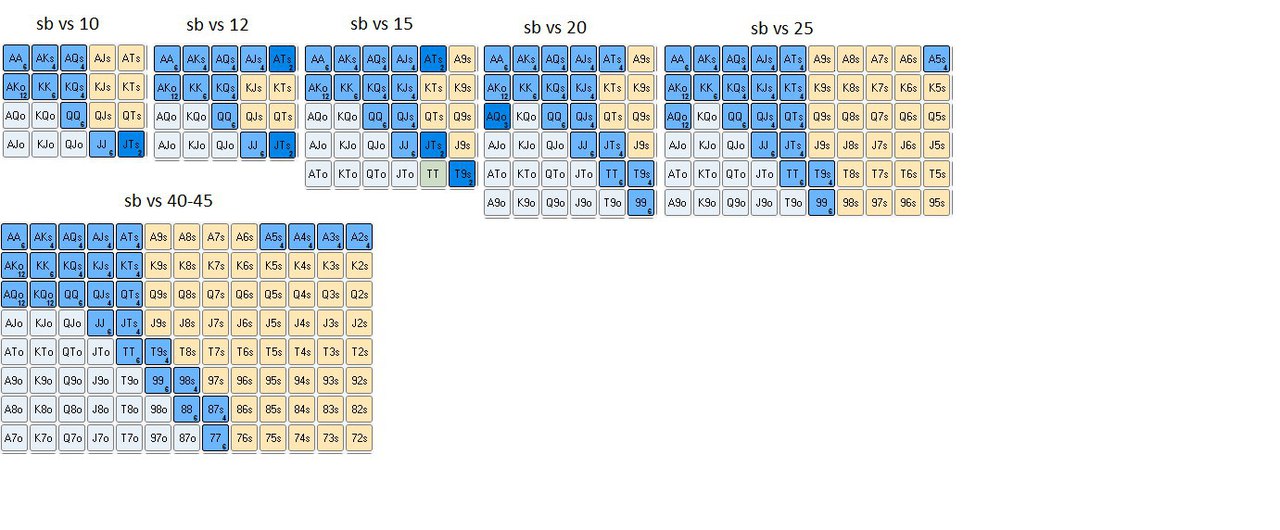 sb vs 10 sb vs 12 sb vs 15 sb vs 20 sb vs 25
AA 6 AKs 4 AQs 4 AJs ATs AA 6 AKs 4 AQs 4 AJs 4 ATs 2 AA 6 AKs 4 AQs 4 AJs 4 ATs 2 A9s AA 6 AKs 4 AQs 4 AJs 4 ATs 4 A9s AA 6 AKs 4 AQs 4 AJs 4 ATs 4 A9s A8s A7s A6s A5s 4
AKo 12 KK 6 KQs 4 KJs KTs AKo 12 KK 6 KQs 4 KJs KTs AKo 12 KK 6 KQs 4 KJs 4 KTs K9s AKo 12 KK 6 KQs 4 KJs 4 KTs K9s AKo 12 KK 6 KQs 4 KJs 4 KTs 4 K9s K8s K7s K6s K5s
AQo KQo QQ 6 QJs QTs AQo KQo QQ 6 QJs QTs AQo KQo QQ 6 QJs 4 QTs Q9s AQo KQo QQ 6 QJs 4 QTs Q9s AQo 12 KQo QQ 6 QJs 4 QTs 4 Q9s Q8s Q7s Q6s Q5s
AJo KJo QJo JJ 6 JTs 2 AJo KJo QJo JJ 6 JTs 2 AJo KJo QJo JJ 6 JTs 2 J9s AJo KJo QJo JJ 6 JTs 4 J9s AJo KJo QJo JJ 6 JTs 4 J9s J8s J7s J6s J5s
ATo KTo QTo JTo TT T9s 2 ATo KTo QTo JTo TT 6 T9s 4 ATo KTo QTo JTo TT 6 T9s 4 T8s T7s T6s T5s
A9o K9o Q9o J9o T9o 99 6 A9o K9o Q9o J9o T9o 99 6 98s 97s 96s 95s
sb vs 40-45
AA 6 AKs 4 AQs 4 AJs 4 ATs 4 A9s A8s A7s A6s A5s 4 A4s 4 A3s 4 A2s 4
AKo 12 KK 6 KQs 4 KJs 4 KTs 4 K9s K8s K7s K6s K5s K4s K3s K2s
AQo 12 KQo 12 QQ 6 QJs 4 QTs 4 Q9s Q8s Q7s Q6s Q5s Q4s Q3s Q2s
AJo KJo QJo JJ 6 JTs 4 J9s J8s J7s J6s J5s J4s J3s J2s
ATo KTo QTo JTo TT 6 T9s 4 T8s T7s T6s T5s T4s T3s T2s
A9o K9o Q9o J9o T9o 99 6 98s 4 97s 96s 95s 94s 93s 92s
A8o K8o Q8o J8o T8o 98o 88 6 87s 4 86s 85s 84s 83s 82s
A7o K7o Q7o J7o T7o 97o 87o 77 6 76s 75s 74s 73s 72s